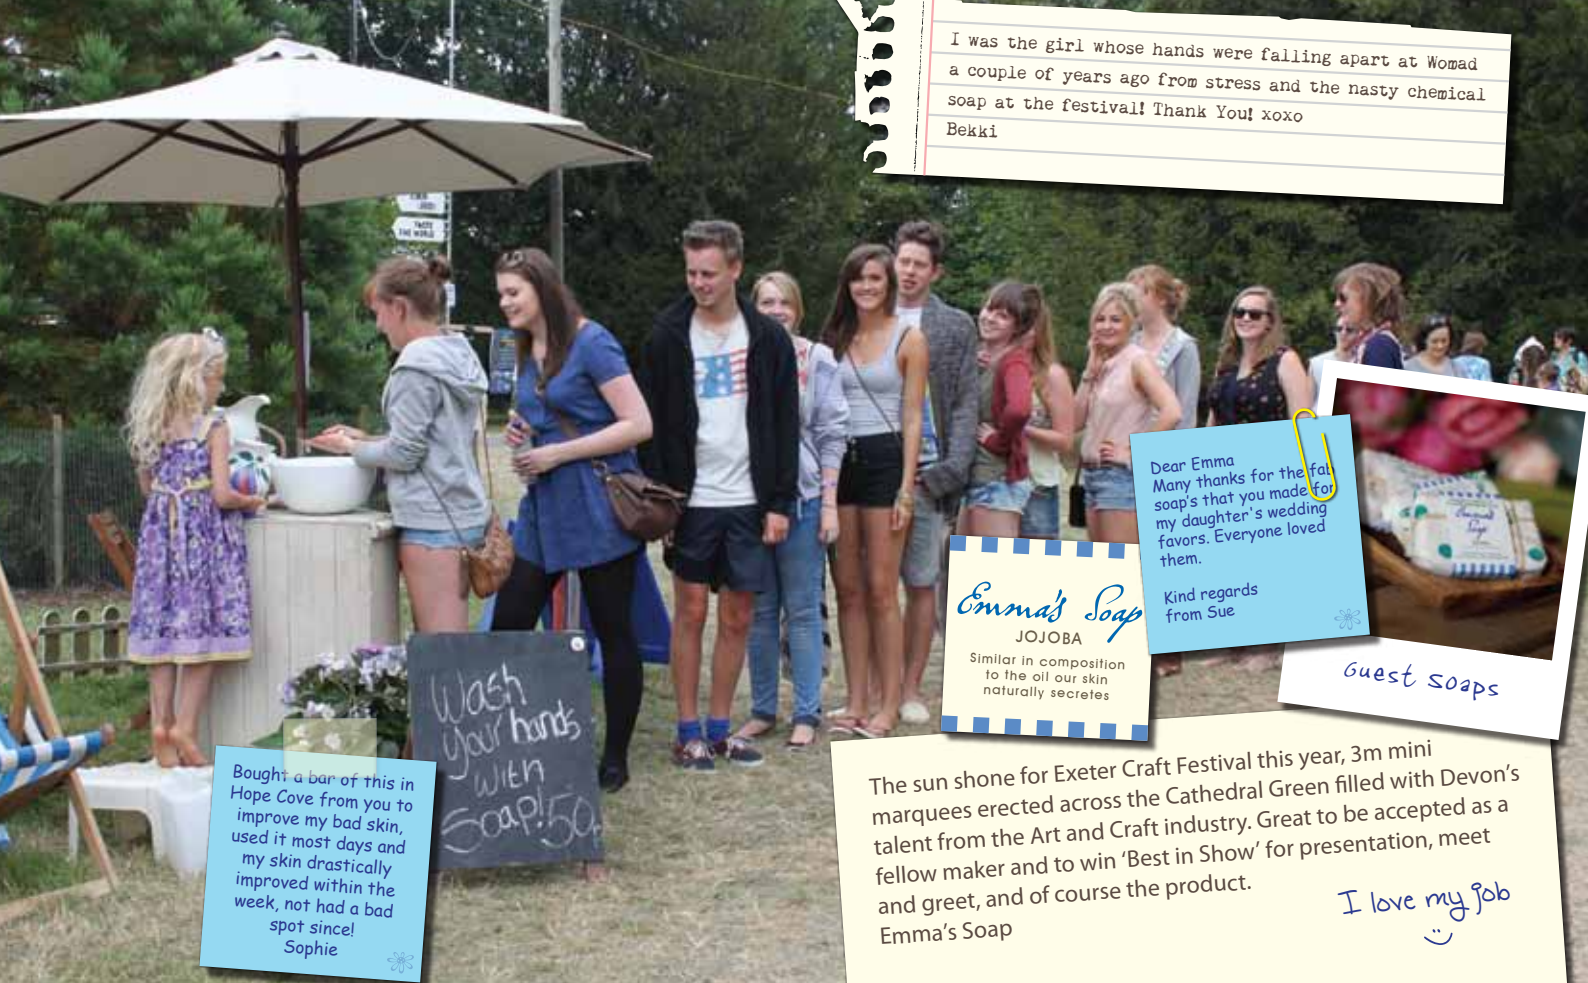 I was the girl whose hands were falling apart at Womad
a couple of years ago from stress and the nasty chemical
soap at the festival! Thank You! xoxo
Bekki
TASTE
THE WORLD
Dear Emma
Many thanks for the fab
soap's that you made for
my daughter's wedding
favors. Everyone loved
them.
Kind regards
from Sue
Emma's
Soap
Guest soaps
Emma's Soap
JOJOBA
Similar in composition
to the oil our skin
naturally secretes
Wash
your hands
with
Soap! 50p
Bought a bar of this in
Hope Cove from you to
improve my bad skin,
used it most days and
my skin drastically
improved within the
week, not had a bad
spot since!
Sophie
The sun shone for Exeter Craft Festival this year, 3m mini
marquees erected across the Cathedral Green filled with Devon's
talent from the Art and Craft industry. Great to be accepted as a
fellow maker and to win 'Best in Show' for presentation, meet
and greet, and of course the product.
Emma's Soap
I love my job